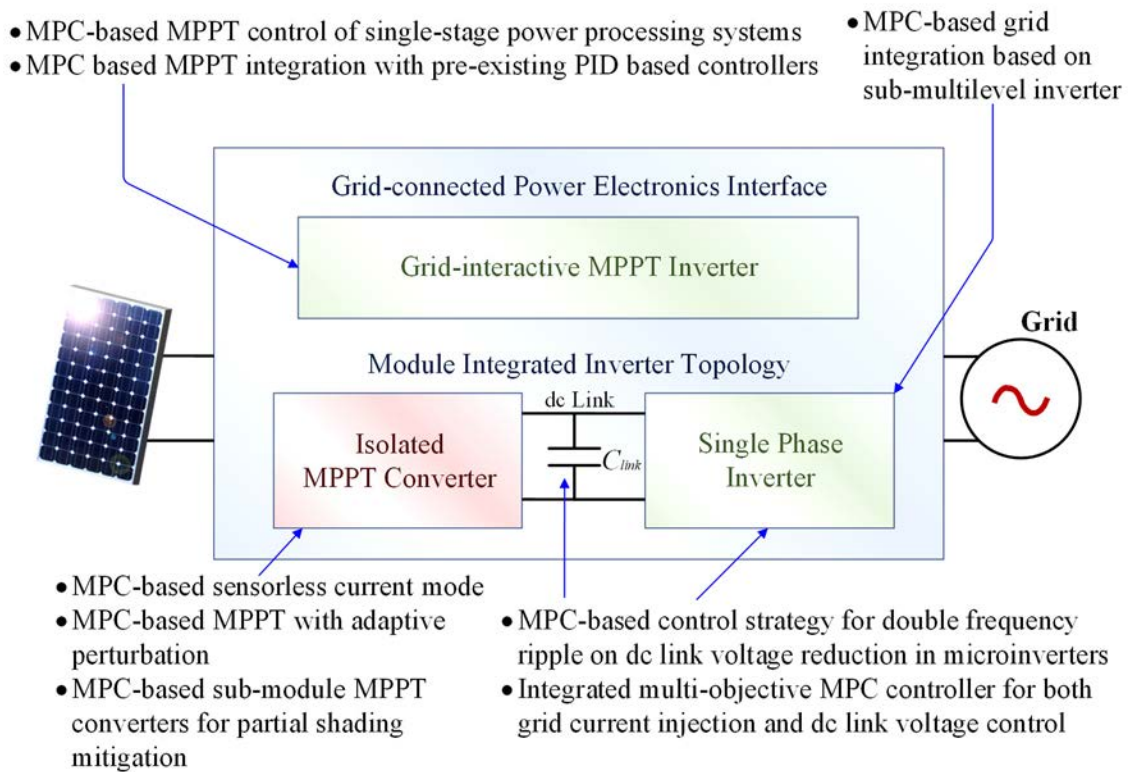 • MPC-based MPPT control of single-stage power processing systems
• MPC based MPPT integration with pre-existing PID based controllers
• MPC-based grid
integration based on
sub-multilevel inverter
Grid-connected Power Electronics Interface
Grid-interactive MPPT Inverter
Grid
Module Integrated Inverter Topology
dc Link
Isolated
MPPT Converter
Clink
Single Phase
Inverter
• MPC-based sensorless current mode
• MPC-based MPPT with adaptive
perturbation
• MPC-based sub-module MPPT
converters for partial shading
mitigation
• MPC-based control strategy for double frequency
ripple on dc link voltage reduction in microinverters
• Integrated multi-objective MPC controller for both
grid current injection and dc link voltage control